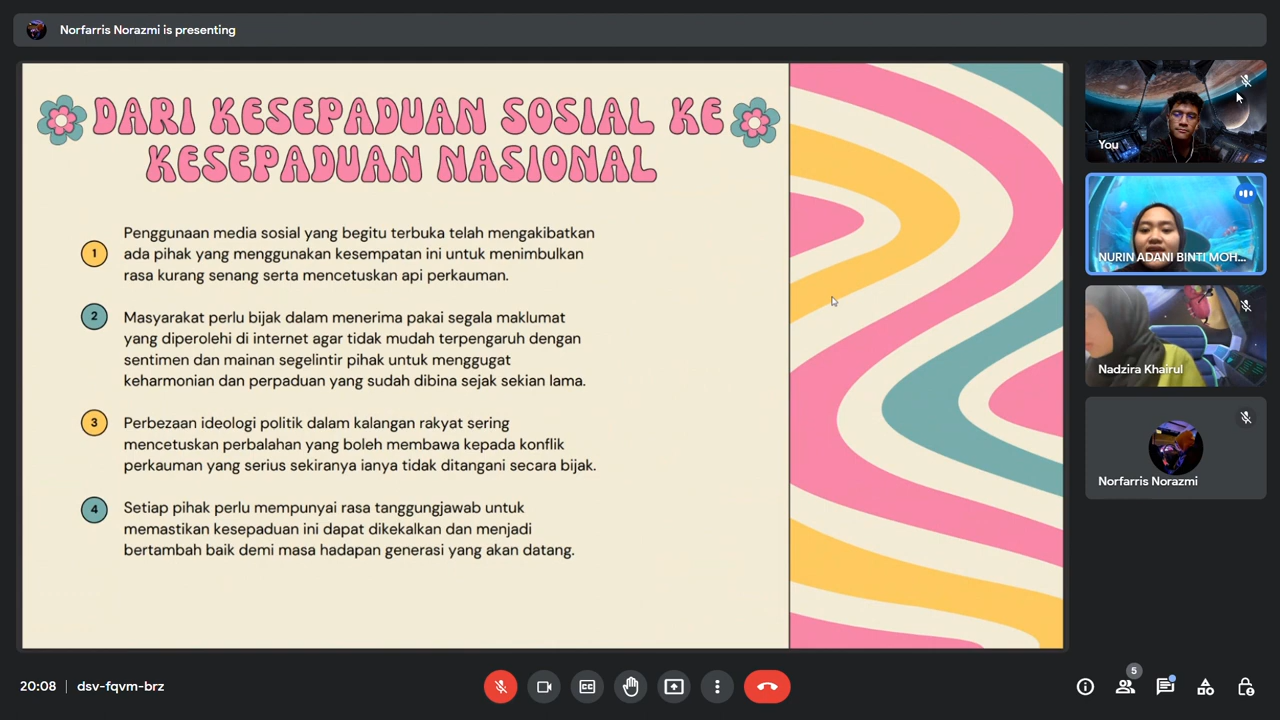 Norfarris Norazmi is presenting
DARI KESEPADUAN SOSIAL KE
KESEPADUAN NASIONAL
1
Penggunaan media sosial yang begitu terbuka telah mengakibatkan
ada pihak yang menggunakan kesempatan ini untuk menimbulkan
rasa kurang senang serta mencetuskan api perkauman.
2
Masyarakat perlu bijak dalam menerima pakai segala maklumat
yang diperolehi di internet agar tidak mudah terpengaruh dengan
sentimen dan mainan segelintir pihak untuk menggugat
keharmonian dan perpaduan yang sudah dibina sejak sekian lama.
3
Perbezaan ideologi politik dalam kalangan rakyat sering
mencetuskan perbalahan yang boleh membawa kepada konflik
perkauman yang serius sekiranya ianya tidak ditangani secara bijak.
4
Setiap pihak perlu mempunyai rasa tanggungjawab untuk
memastikan kesepaduan ini dapat dikekalkan dan menjadi
bertambah baik demi masa hadapan generasi yang akan datang.
You
NURIN ADANI BINTI MOH...
Nadzira Khairul
Norfarris Norazmi
20:08 | dsv-fqvm-brz
5